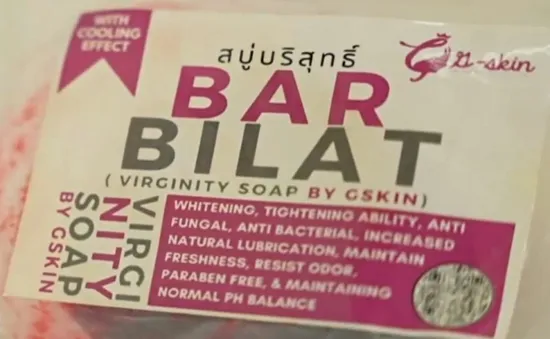 WITH
COOLING
EFFECT
สบู่บริสุทธิ์
G-skin
BAR
BILAT
( VIRGINITY SOAP BY GSKIN)
VIRGI
NITY
SOAP
BY GSKIN
WHITENING, TIGHTENING ABILITY, ANTI
FUNGAL, ANTI BACTERIAL, INCREASED
NATURAL LUBRICATION, MAINTAIN
FRESHNESS, RESIST ODOR,
PARABEN FREE, & MAINTAINING
NORMAL PH BALANCE